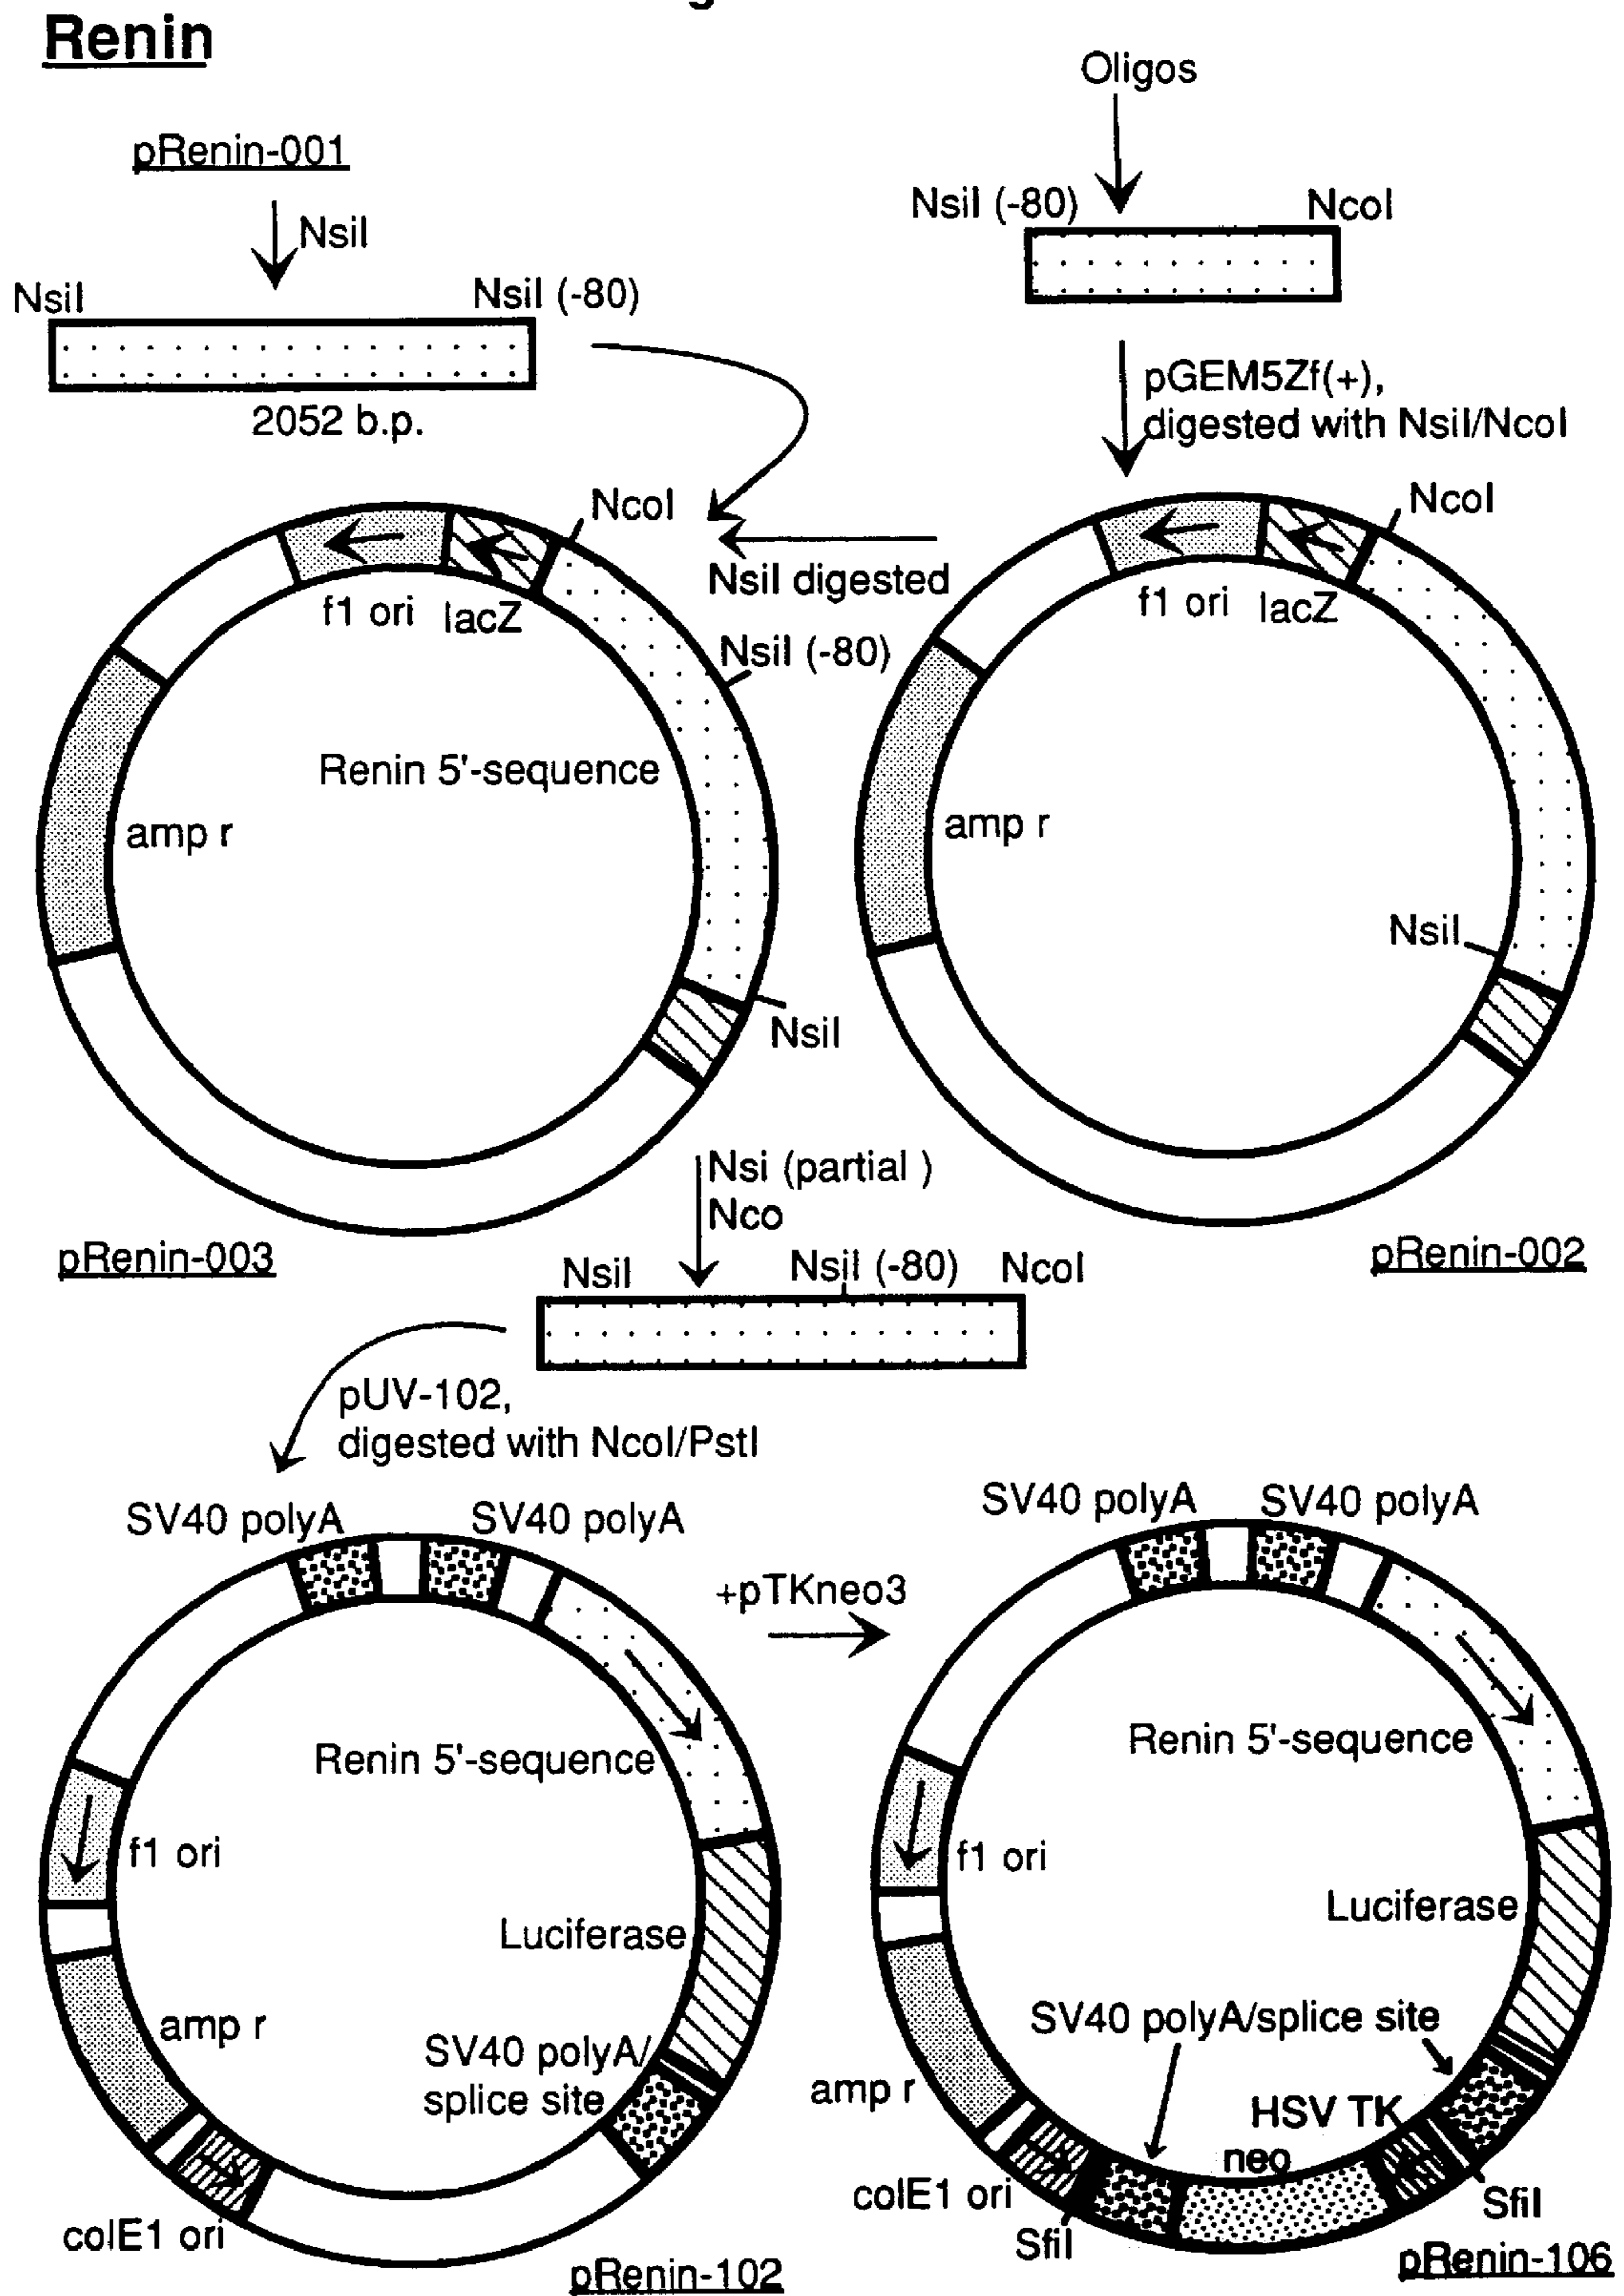 Renin
Oligos
pRenin-001
NsiI
NsiI (-80)
NcoI
NsiI
NsiI (-80)
2052 b.p.
pGEM5Zf(+),
digested with NsiI/NcoI
NcoI
NcoI
NsiI digested
f1 ori
lacZ
f1 ori
lacZ
NsiI (-80)
Renin 5'-sequence
amp r
amp r
NsiI
NsiI
Nsi (partial )
Nco
pRenin-003
pRenin-002
NsiI
NsiI (-80)
NcoI
pUV-102,
digested with NcoI/PstI
SV40 polyA
SV40 polyA
SV40 polyA
SV40 polyA
+pTKneo3
Renin 5'-sequence
Renin 5'-sequence
f1 ori
f1 ori
Luciferase
Luciferase
amp r
SV40 polyA/
splice site
SV40 polyA/splice site
amp r
HSV TK
neo
colE1 ori
colE1 ori
SfiI
SfiI
pRenin-102
pRenin-106